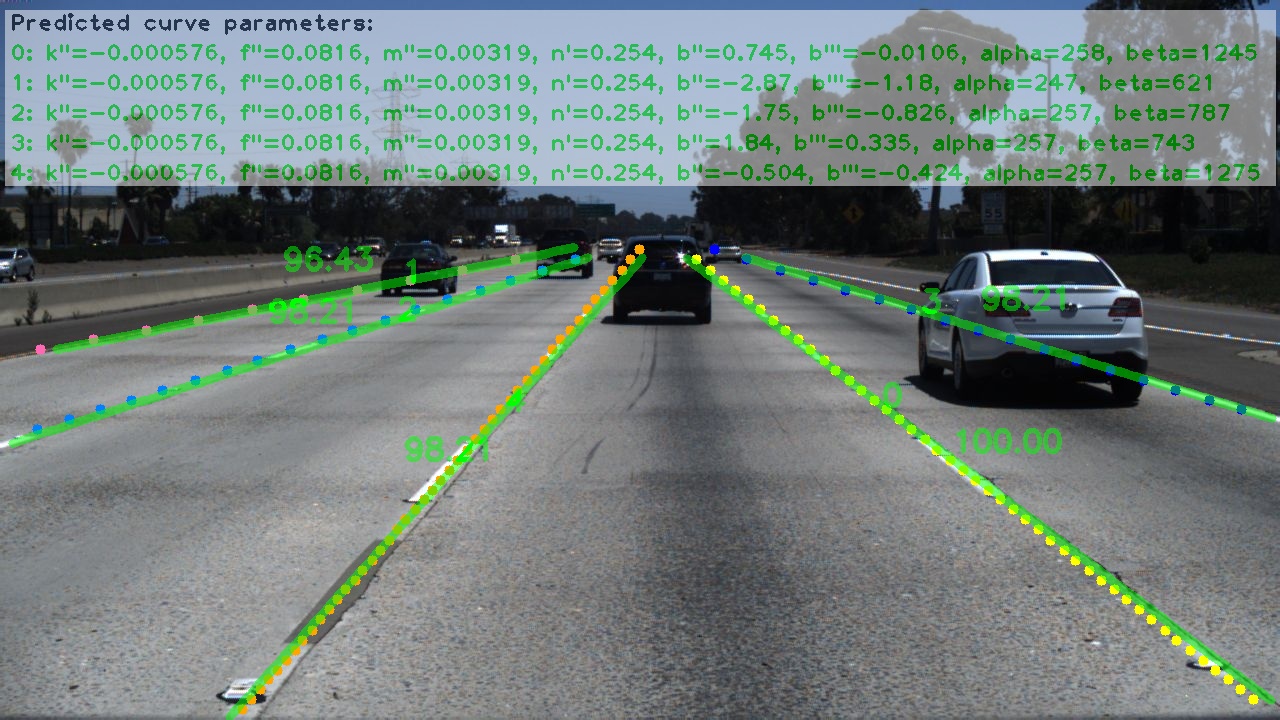 Predicted curve parameters:
0: k''=-0.000576, f''=0.0816, m''=0.00319, n'=0.254, b''=0.745, b'''=-0.0106, alpha=258, beta=1245
1: k''=-0.000576, f''=0.0816, m''=0.00319, n'=0.254, b''=-2.87, b'''=-1.18, alpha=247, beta=621
2: k''=-0.000576, f''=0.0816, m''=0.00319, n'=0.254, b''=-1.75, b'''=-0.826, alpha=257, beta=787
3: k''=-0.000576, f''=0.0816, m''=0.00319, n'=0.254, b''=1.84, b'''=0.335, alpha=257, beta=743
4: k''=-0.000576, f''=0.0816, m''=0.00319, n'=0.254, b''=-0.504, b'''=-0.424, alpha=257, beta=1275
55
96.43 1
98.21 2
3 98.21
0
4
98.21
100.00